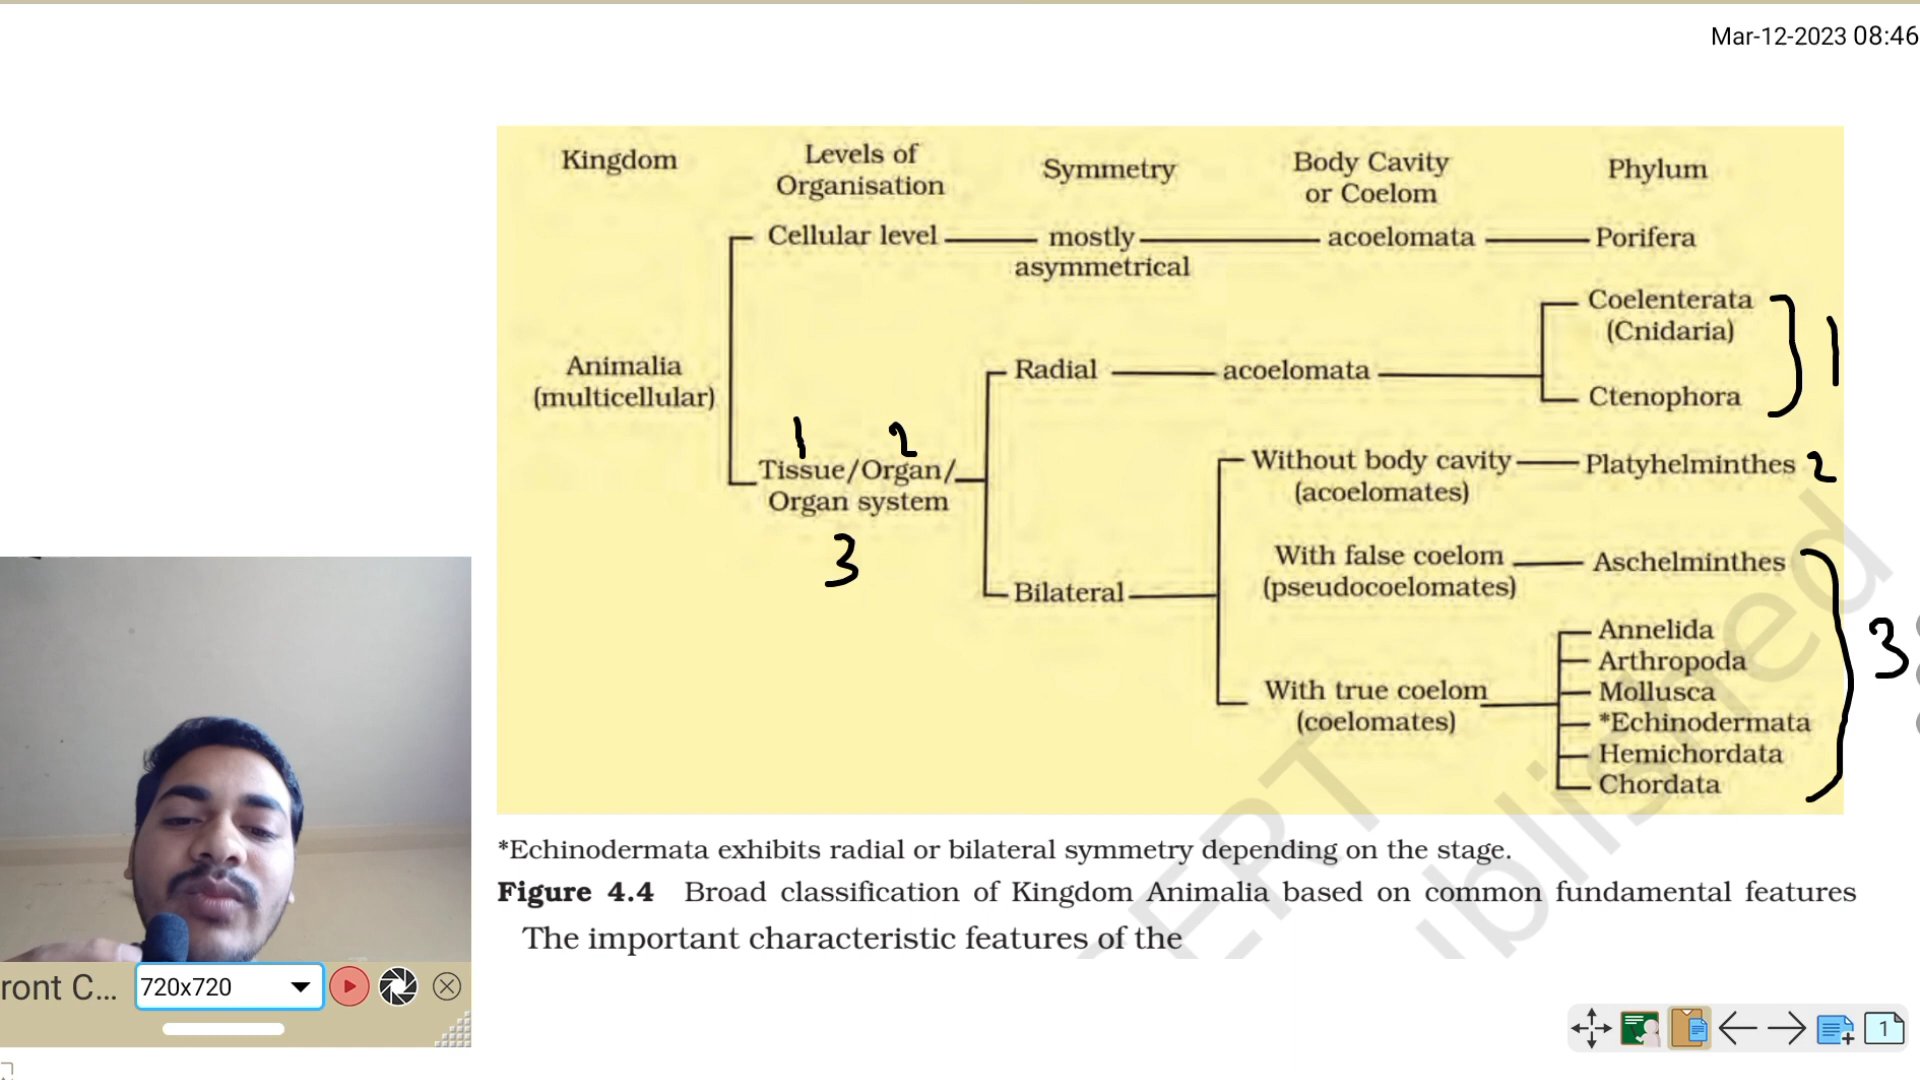 Mar-12-2023 08:46
Kingdom
Levels of
Organisation
Symmetry
Body Cavity
or Coelom
Phylum
Cellular level
mostly
asymmetrical
acoelomata
Porifera
Animalia
(multicellular)
1 2
Tissue/Organ/
Organ system
3
Radial
acoelomata
Coelenterata
(Cnidaria)
Ctenophora
1
Bilateral
Without body cavity
(acoelomates)
Platyhelminthes 2
With false coelom
(pseudocoelomates)
Aschelminthes
With true coelom
(coelomates)
Annelida
Arthropoda
Mollusca
*Echinodermata
Hemichordata
Chordata
3
*Echinodermata exhibits radial or bilateral symmetry depending on the stage.
Figure 4.4 Broad classification of Kingdom Animalia based on common fundamental features
The important characteristic features of the
ront C...
720x720
1